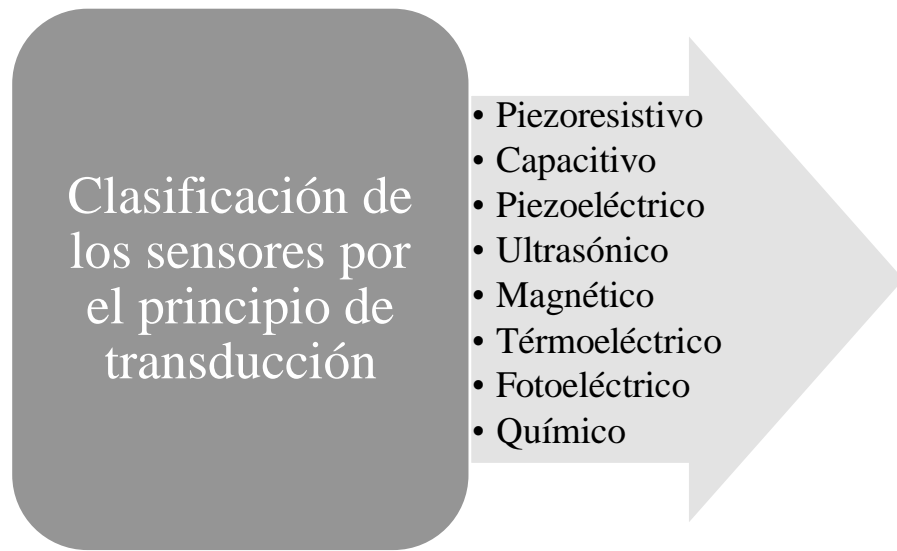 Clasificación de
los sensores por
el principio de
transducción
• Piezoresistivo
• Capacitivo
• Piezoeléctrico
• Ultrasónico
• Magnético
• Térmoeléctrico
• Fotoeléctrico
• Químico